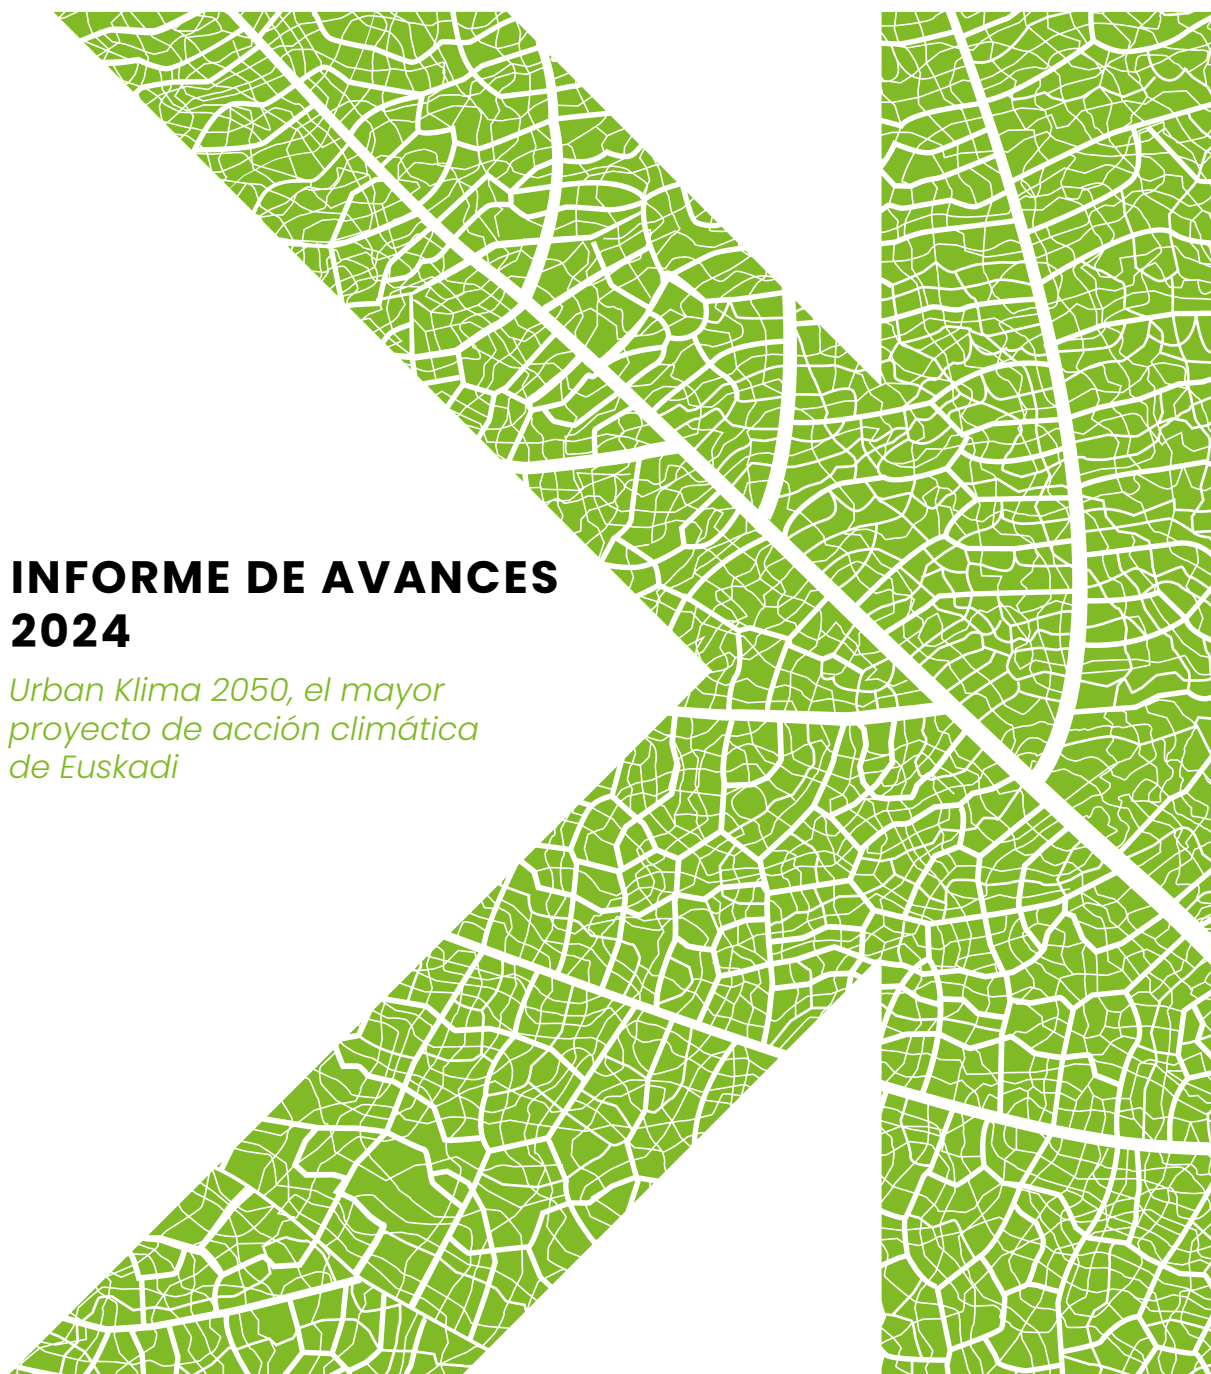 INFORME DE AVANCES
2024
Urban Klima 2050, el mayor
proyecto de acción climática
de Euskadi